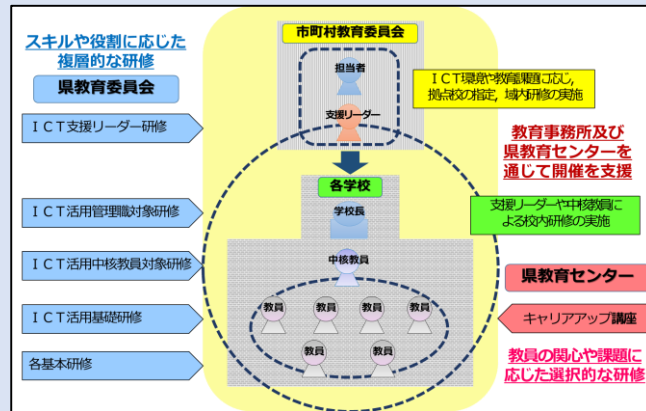 スキルや役割に応じた
複層的な研修
県教育委員会
ICT支援リーダー研修
ICT活用管理職対象研修
ICT活用中核教員対象研修
ICT活用基礎研修
各基本研修
市町村教育委員会
担当者
支援リーダー
各学校
学校長
中核教員
教員
教員
教員
教員
教員
教員
ICT環境や教育課題に応じ,
拠点校の指定,域内研修の実施
教育事務所及び
県教育センターを
通じて開催を支援
支援リーダーや中核教員に
よる校内研修の実施
県教育センター
キャリアアップ講座
教員の関心や課題に
応じた選択的な研修